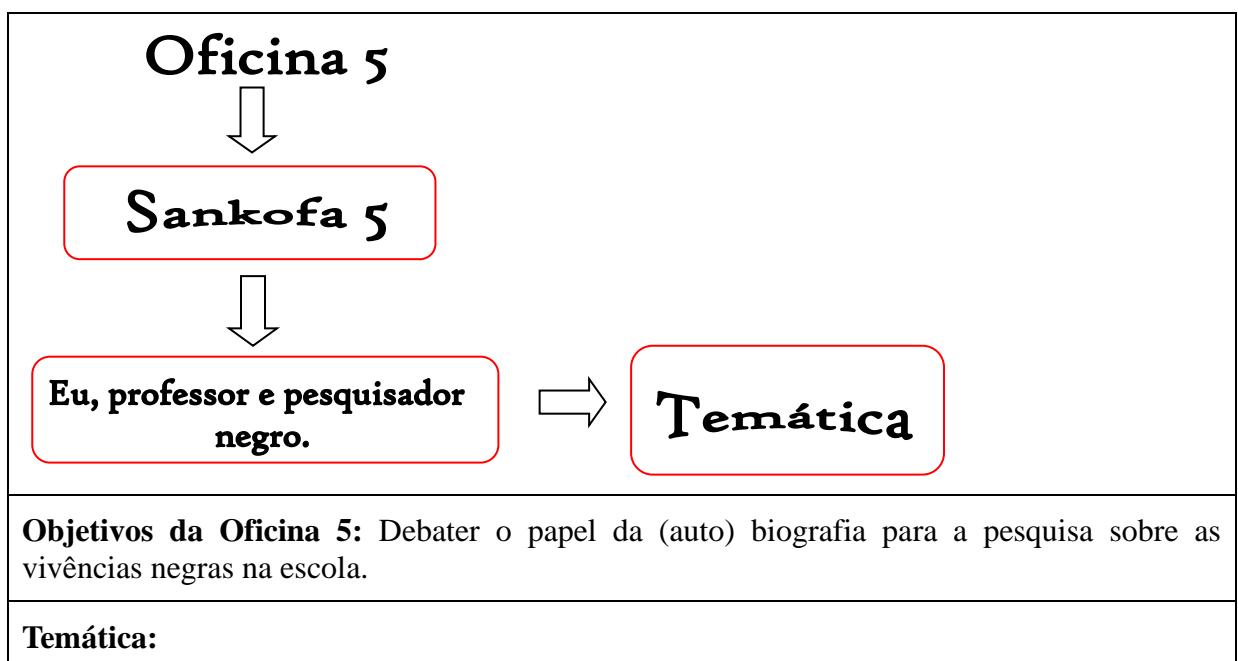 Oficina 5
Sankofa 5
Eu, professor e pesquisador
negro.
Temática
Objetivos da Oficina 5: Debater o papel da (auto) biografia para a pesquisa sobre as
vivências negras na escola.
Temática: